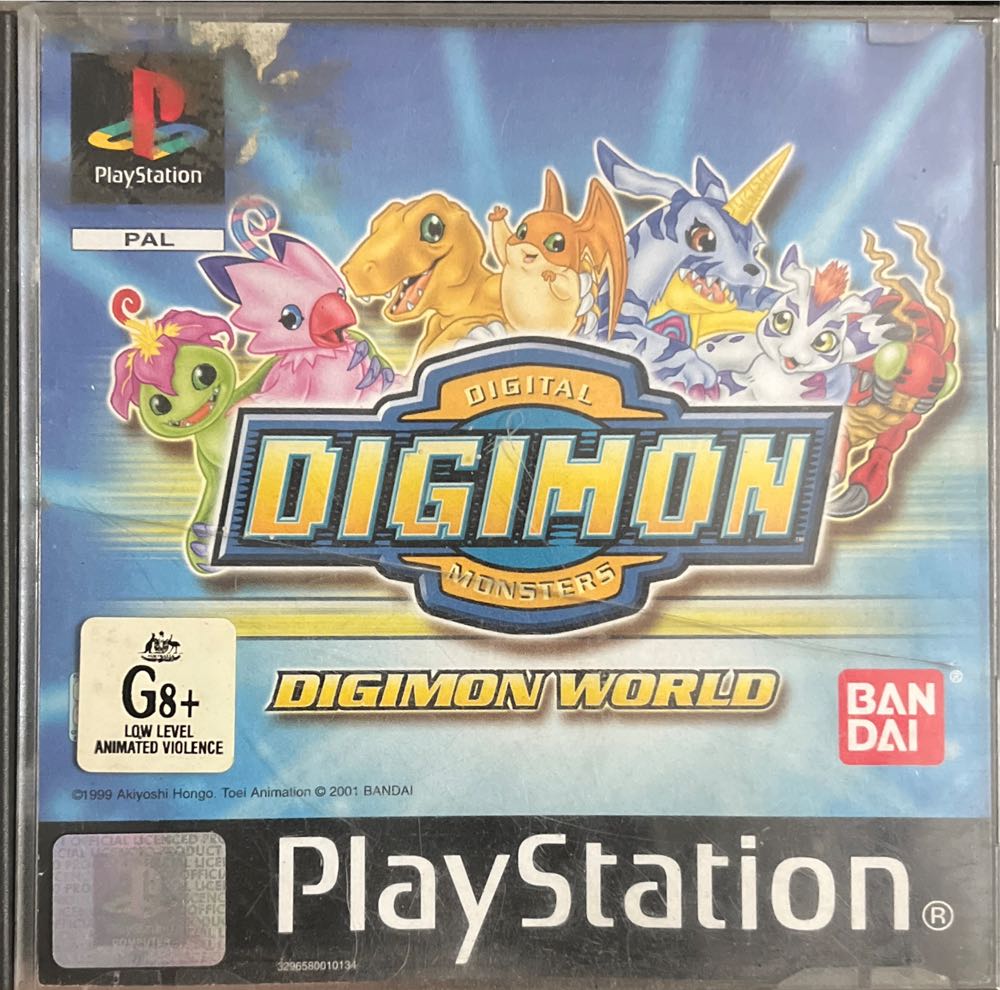 PlayStation
PAL
DIGITAL
DIGIMON
MONSTERS
TM
DIGIMON WORLD
G8+
LOW LEVEL
ANIMATED VIOLENCE
BAN
DAI
®
©1999 Akiyoshi Hongo. Toei Animation © 2001 BANDAI
PlayStation®
3296580010134